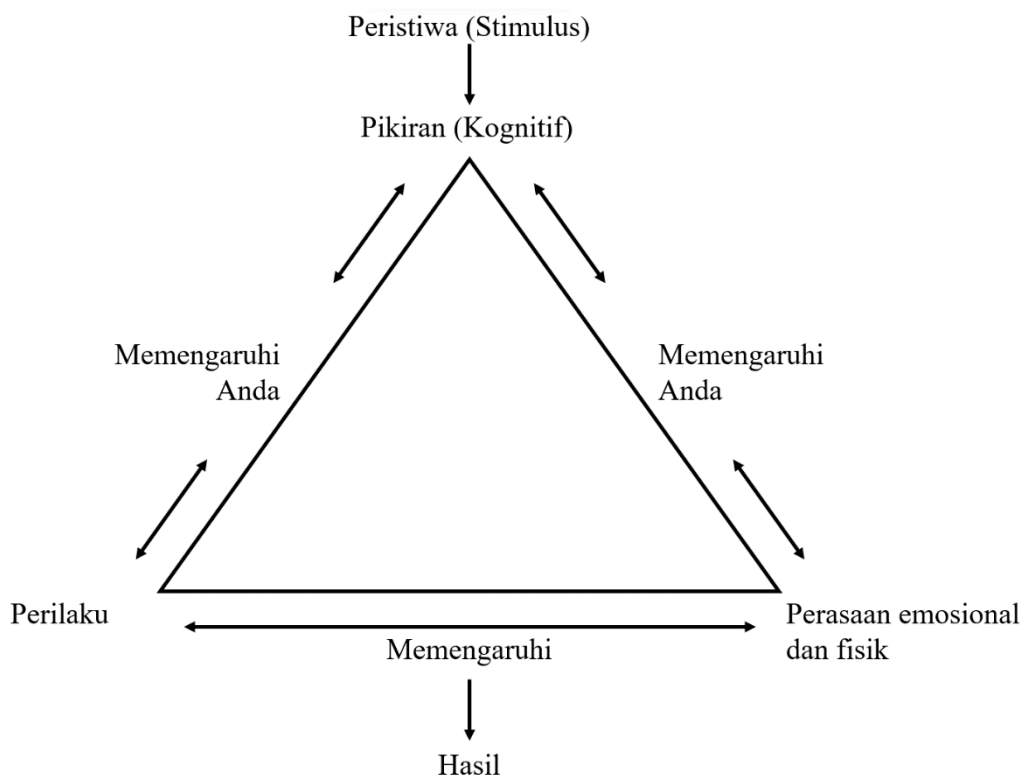 Peristiwa (Stimulus)
Pikiran (Kognitif)
Memengaruhi
Anda
Memengaruhi
Anda
Perilaku
Perasaan emosional
dan fisik
Memengaruhi
Hasil